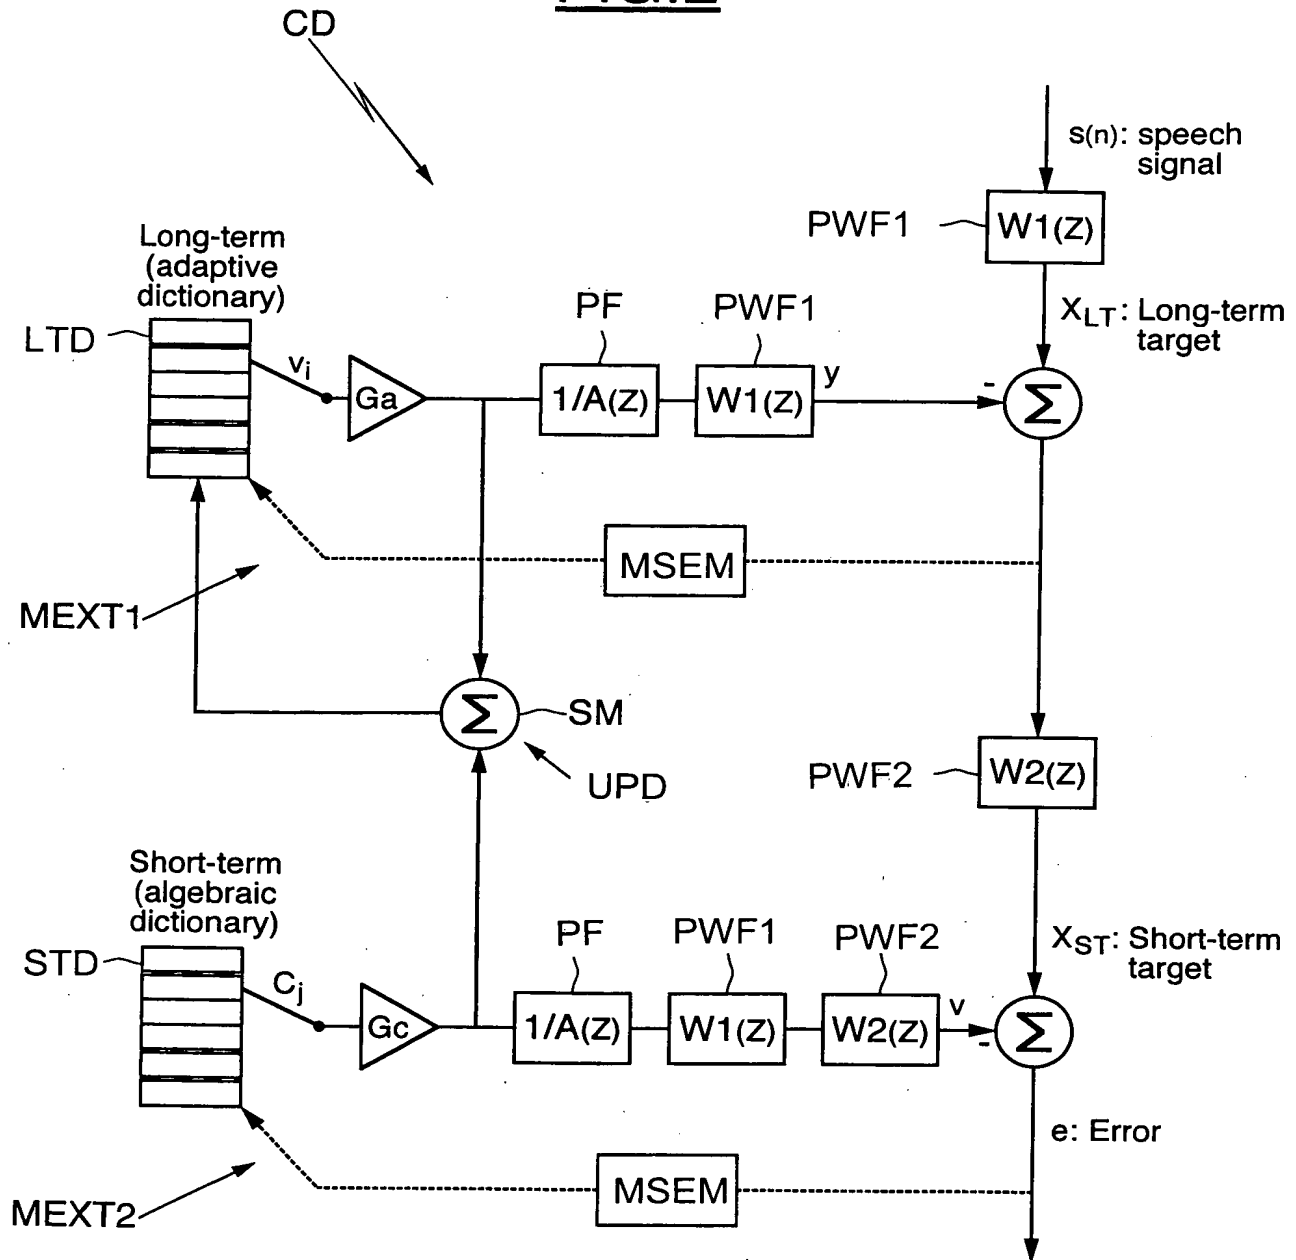 CD
s(n): speech
signal
PWF1
W1(Z)
Long-term
(adaptive
dictionary)
LTD
vi
Ga
PF
1/A(Z)
PWF1
W1(Z)
y
XLT: Long-term
target
-
Σ
MSEM
MEXT1
Σ
SM
UPD
PWF2
W2(Z)
Short-term
(algebraic
dictionary)
STD
Cj
Gc
PF
1/A(Z)
PWF1
W1(Z)
PWF2
W2(Z)
v
XST: Short-term
target
-
Σ
e: Error
MSEM
MEXT2